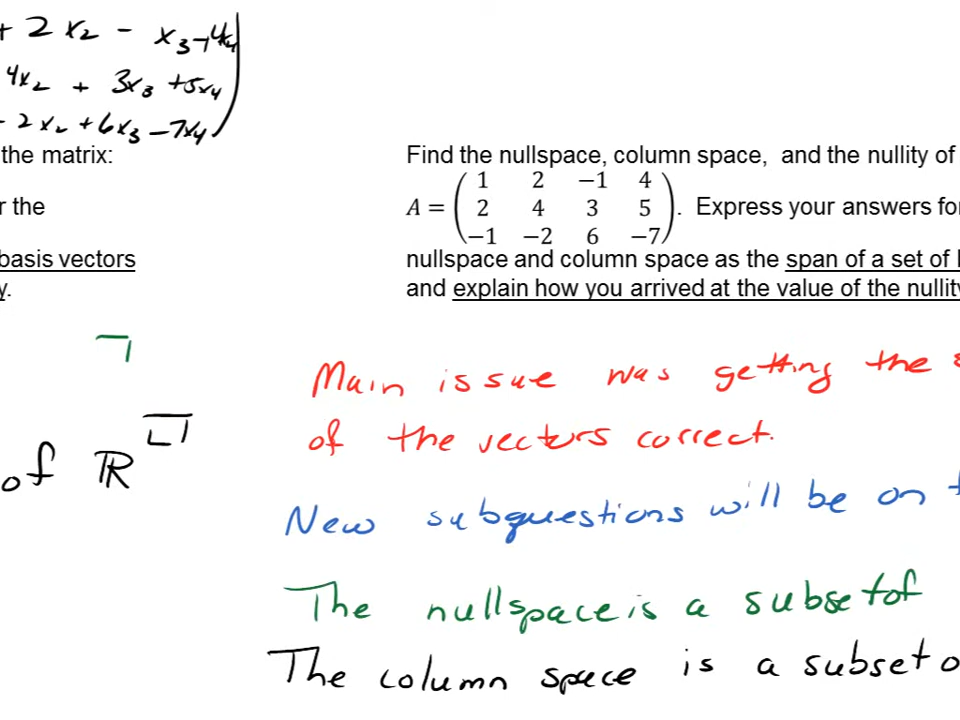 + 2x₂ - x₃+4x₄
4x₂ + 3x₃ +5x₄
- 2x₂ +6x₃ -7x₄
the matrix:
r the
basis vectors
y.
of ℝ
Find the nullspace, column space, and the nullity of
1 2 −1 4
A = 2 4 3 5 . Express your answers for
−1 −2 6 −7
nullspace and column space as the span of a set of
and explain how you arrived at the value of the nullity
Main issue was getting the
of the vectors correct.
New subquestions will be on
The nullspace is a subset of
The column space is a subset o